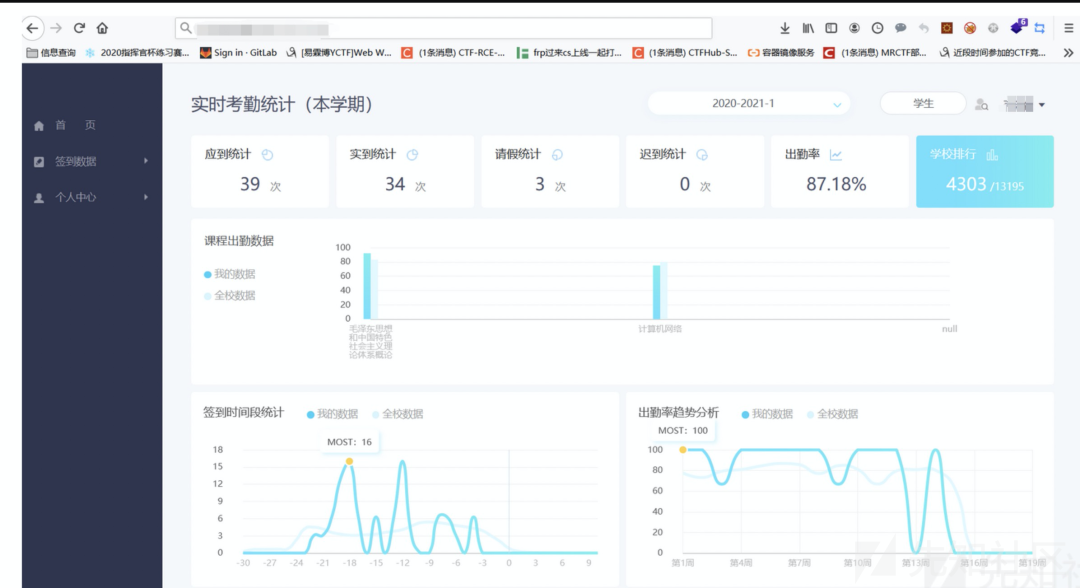 信息查询 2020指挥官杯练习赛... Sign in · GitLab [易霖博YCTF]Web W... (1条消息) CTF-RCE-... frp过来cs上线一起打... (1条消息) CTFHub-S... 容器镜像服务 (1条消息) MRCTF部... 近段时间参加的CTF竞...
6
首 页
签到数据
个人中心
实时考勤统计（本学期）
2020-2021-1
学生
应到统计
39 次
实到统计
34 次
请假统计
3 次
迟到统计
0 次
出勤率
87.18%
学校排行
4303 /13195
课程出勤数据
我的数据
全校数据
100
80
60
40
20
0
毛泽东思想
和中国特色
社会主义理
论体系概论
计算机网络
null
签到时间段统计
我的数据 全校数据
MOST: 16
18
15
12
9
6
3
0
-30 -27 -24 -21 -18 -15 -12 -9 -6 -3 0 3 6 9
出勤率趋势分析
我的数据 全校数据
MOST: 100
100
80
60
40
20
0
第1周 第4周 第7周 第10周 第13周 第16周 第19周